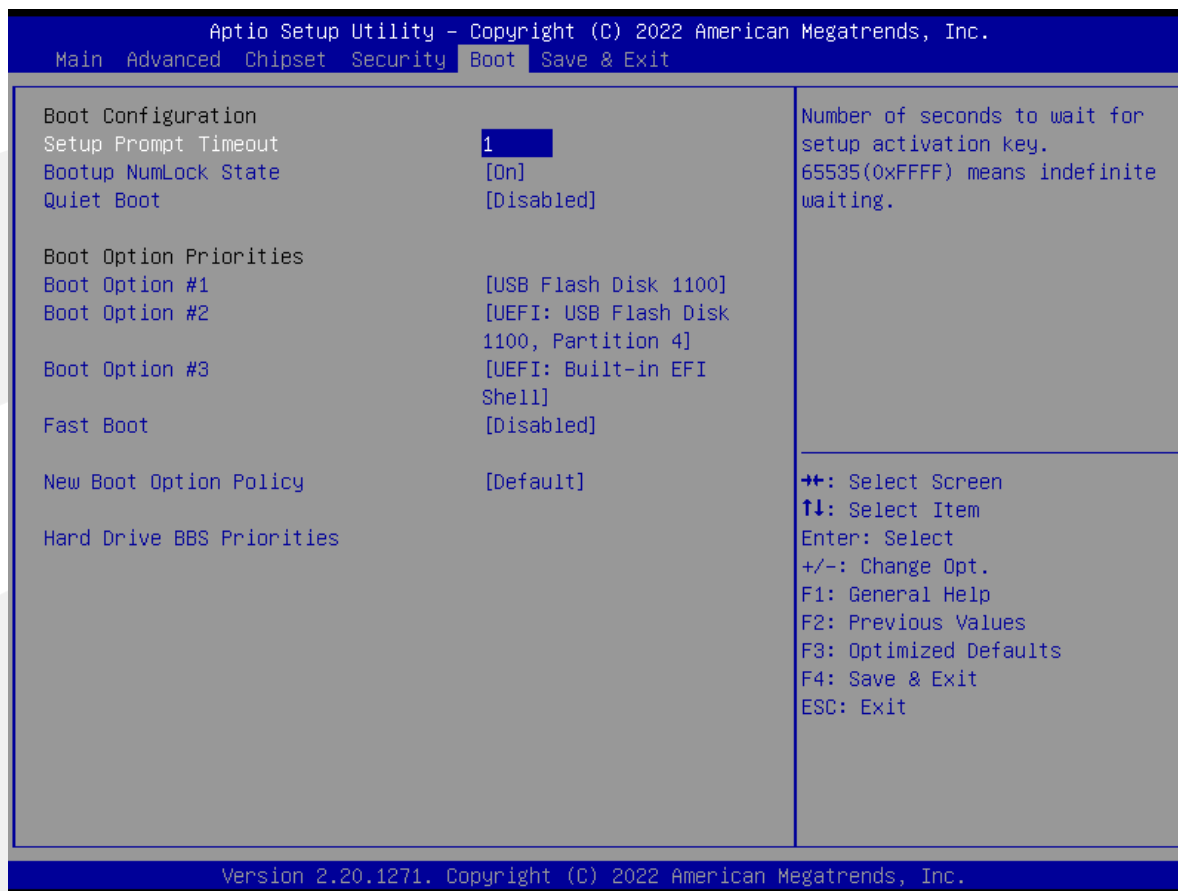 Aptio Setup Utility – Copyright (C) 2022 American Megatrends, Inc.
Main Advanced Chipset Security Boot Save & Exit
Boot Configuration
Setup Prompt Timeout 1
Bootup NumLock State [On]
Quiet Boot [Disabled]
Boot Option Priorities
Boot Option #1 [USB Flash Disk 1100]
Boot Option #2 [UEFI: USB Flash Disk
1100, Partition 4]
Boot Option #3 [UEFI: Built-in EFI
Shell]
Fast Boot [Disabled]
New Boot Option Policy [Default]
Hard Drive BBS Priorities
Number of seconds to wait for
setup activation key.
65535(0xFFFF) means indefinite
waiting.
→←: Select Screen
↑↓: Select Item
Enter: Select
+/-: Change Opt.
F1: General Help
F2: Previous Values
F3: Optimized Defaults
F4: Save & Exit
ESC: Exit
Version 2.20.1271. Copyright (C) 2022 American Megatrends, Inc.